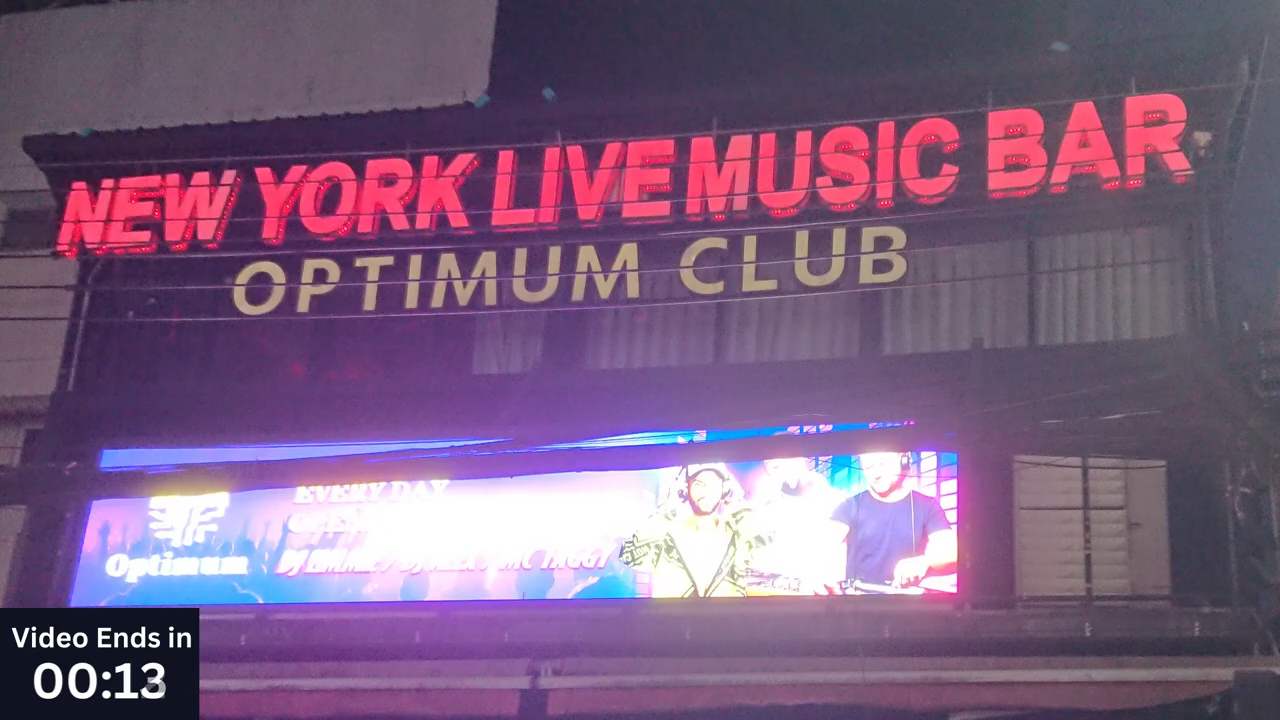 NEW YORK LIVE MUSIC BAR
OPTIMUM CLUB
EVERY DAY
Optimum
Video Ends in
00:13